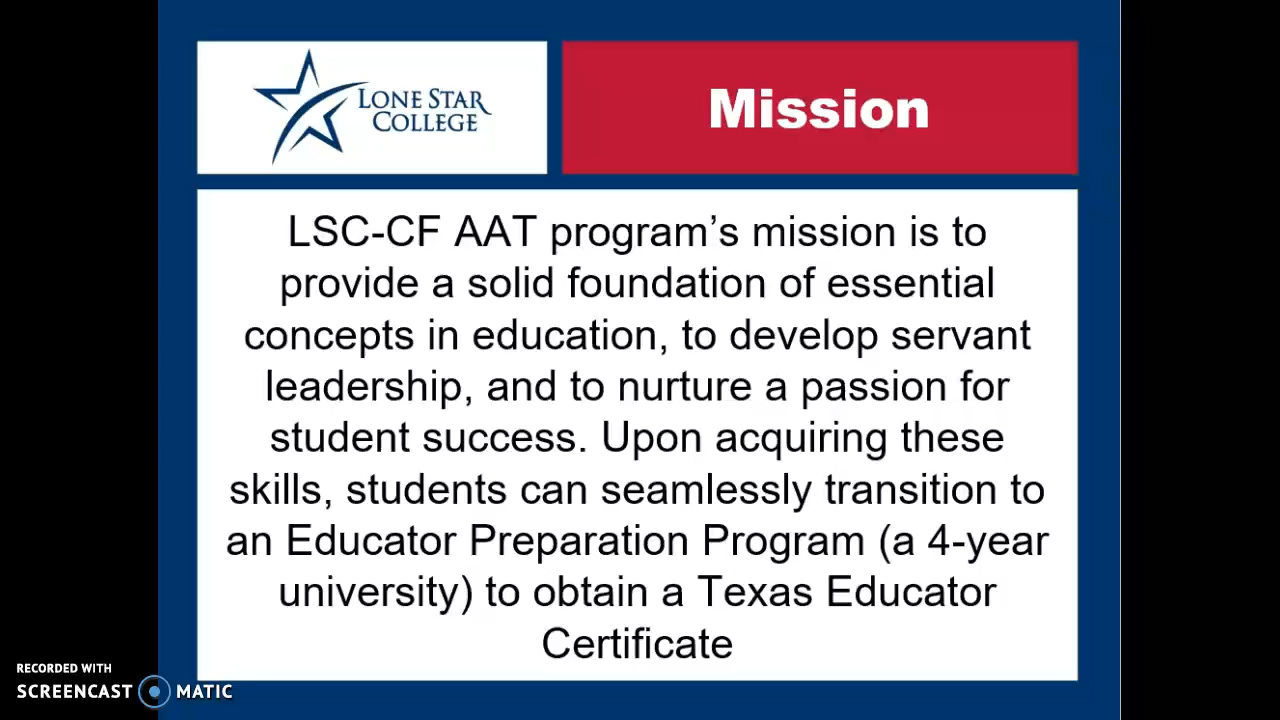 LONE STAR
COLLEGE
Mission
LSC-CF AAT program’s mission is to
provide a solid foundation of essential
concepts in education, to develop servant
leadership, and to nurture a passion for
student success. Upon acquiring these
skills, students can seamlessly transition to
an Educator Preparation Program (a 4-year
university) to obtain a Texas Educator
Certificate
RECORDED WITH
SCREENCAST MATIC